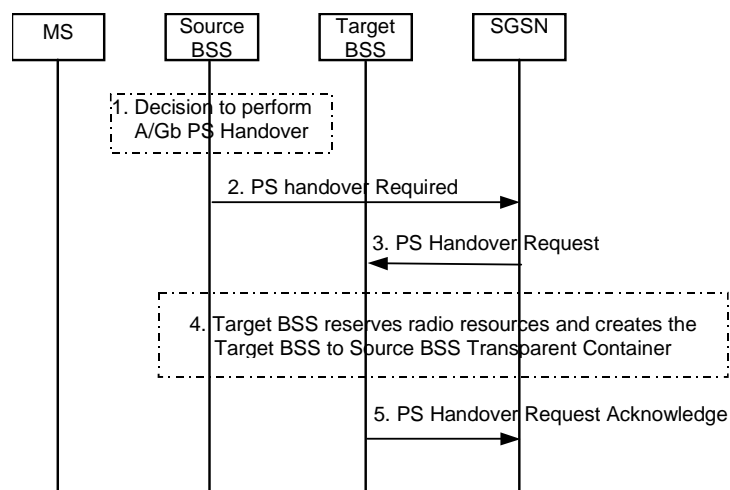 MS
Source
BSS
Target
BSS
SGSN
1. Decision to perform
A/Gb PS Handover
2. PS handover Required
3. PS Handover Request
4. Target BSS reserves radio resources and creates the
Target BSS to Source BSS Transparent Container
5. PS Handover Request Acknowledge